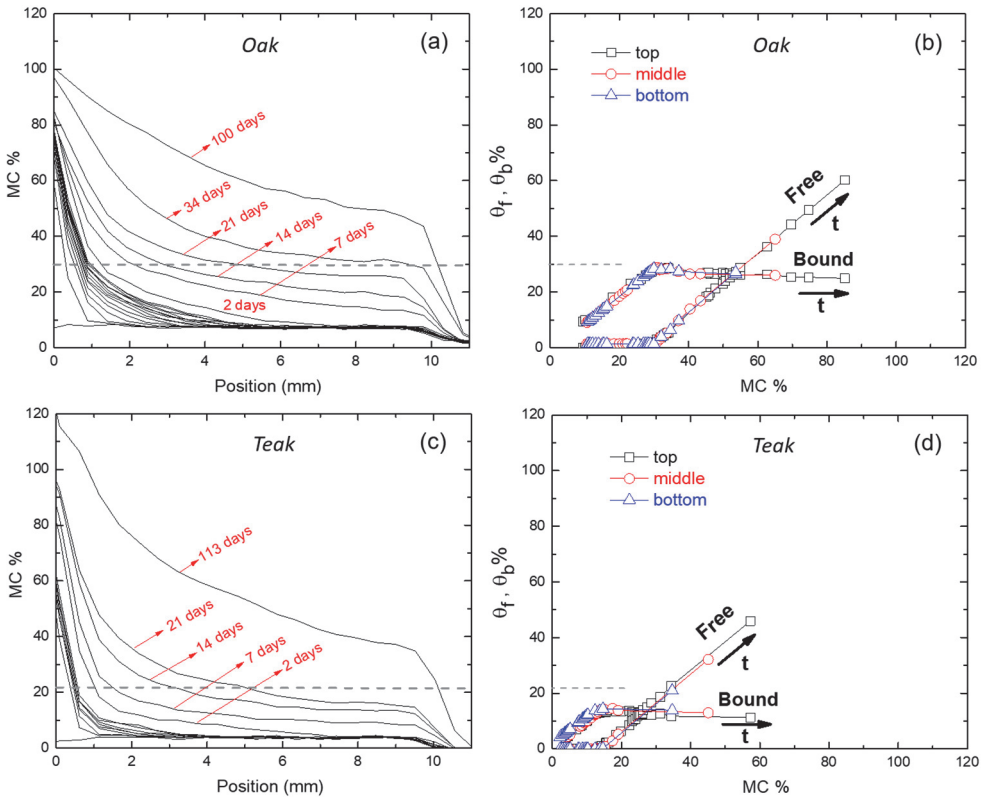 Oak
(a)
120
100
80
60
40
20
0
MC %
100 days
34 days
21 days
14 days
7 days
2 days
0 2 4 6 8 10
Position (mm)
Oak
(b)
top
middle
bottom
120
100
80
60
40
20
0
θf , θb%
Free
t
Bound
t
0 20 40 60 80 100 120
MC %
Teak
(c)
120
100
80
60
40
20
0
MC %
113 days
21 days
14 days
7 days
2 days
0 2 4 6 8 10
Position (mm)
Teak
(d)
top
middle
bottom
120
100
80
60
40
20
0
θf , θb%
Free
t
Bound
t
0 20 40 60 80 100 120
MC %